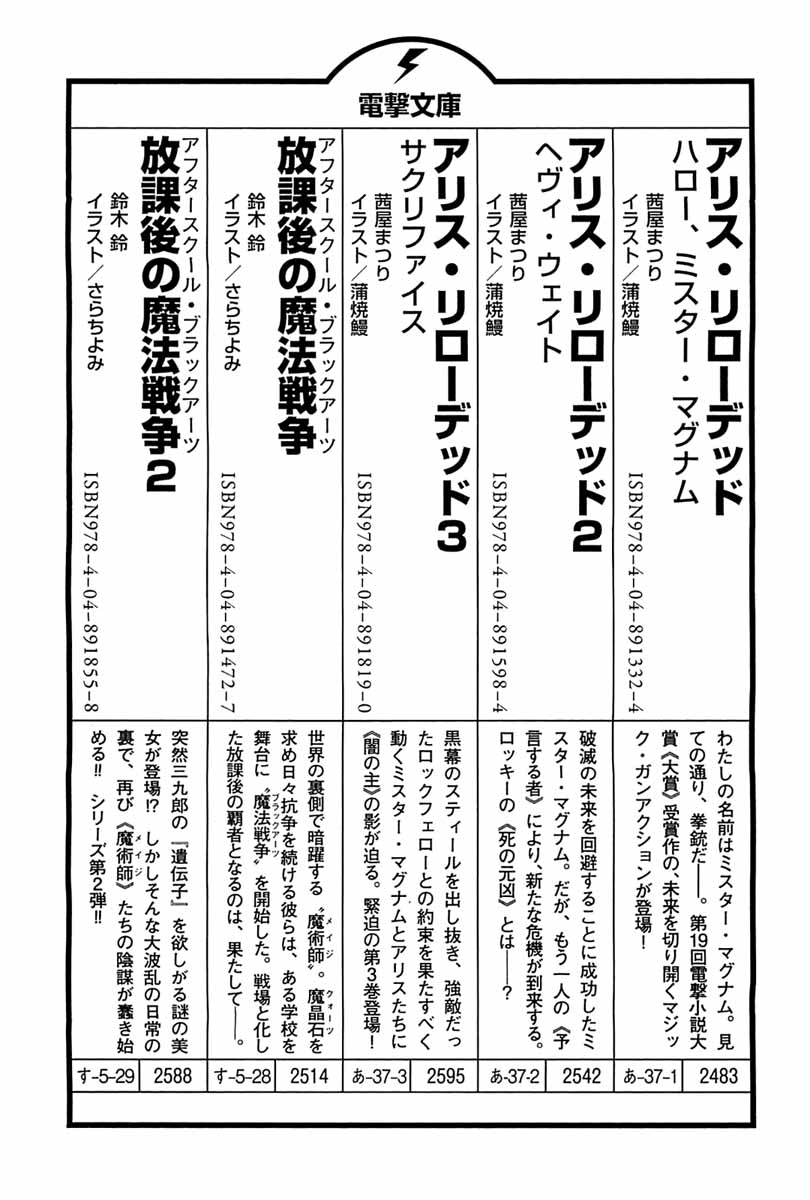 電撃文庫
アリス・リローデッド
ハロー、ミスター・マグナム
茜屋まつり
イラスト/蒲焼鰻
ISBN978-4-04-891332-4
わたしの名前はミスター・マグナム。見
ての通り、拳銃だ──。第19回電撃小説大
賞《大賞》受賞作の、未来を切り開くマジッ
ク・ガンアクションが登場!
あ-37-1
2483
アリス・リローデッド2
ヘヴィ・ウェイト
茜屋まつり
イラスト/蒲焼鰻
ISBN978-4-04-891598-4
破滅の未来を回避することに成功したミ
スター・マグナム。だが、もう一人の《予
言する者》により、新たな危機が到来する。
ロッキーの《死の元凶》とは──?
あ-37-2
2542
アリス・リローデッド3
サクリファイス
茜屋まつり
イラスト/蒲焼鰻
ISBN978-4-04-891819-0
黒幕のスティールを出し抜き、強敵だっ
たロックフェローとの約束を果たすべく
動くミスター・マグナムとアリスたちに
《闇の主》の影が迫る。緊迫の第3巻登場!
あ-37-3
2595
アフタースクール・ブラックアーツ
放課後の魔法戦争
鈴木 鈴
イラスト/さらちよみ
ISBN978-4-04-891472-7
世界の裏側で暗躍する〝魔術師〟。魔晶石を
メイジ クォーツ
求め日々抗争を続ける彼らは、ある学校を
舞台に〝魔法戦争〟を開始した。戦場と化し
ブラックアーツ
た放課後の覇者となるのは、果たして──。
す-5-28
2514
アフタースクール・ブラックアーツ
放課後の魔法戦争2
鈴木 鈴
イラスト/さらちよみ
ISBN978-4-04-891855-8
突然三九郎の『遺伝子』を欲しがる謎の美
女が登場!? しかしそんな大波乱の日常の
裏で、再び《魔術師》たちの陰謀が蠢き始
メイジ
める!! シリーズ第2弾!!
す-5-29
2588